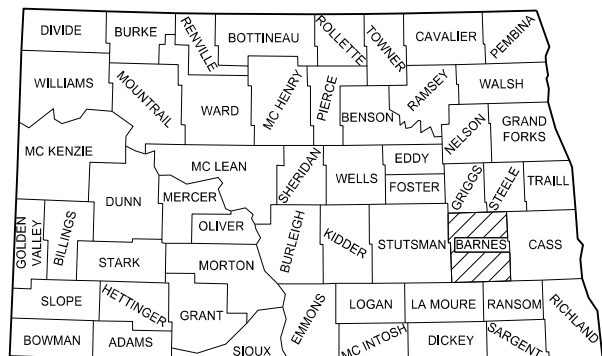 DIVIDE
BURKE
RENVILLE
BOTTINEAU
ROLLETTE
TOWNER
CAVALIER
PEMBINA
WILLIAMS
MOUNTRAIL
WARD
MC HENRY
PIERCE
BENSON
RAMSEY
WALSH
NELSON
GRAND
FORKS
MC KENZIE
MC LEAN
SHERIDAN
WELLS
EDDY
FOSTER
GRIGGS
STEELE
TRAILL
DUNN
MERCER
OLIVER
GOLDEN
VALLEY
BILLINGS
STARK
MORTON
BURLEIGH
KIDDER
STUTSMAN
BARNES
CASS
SLOPE
HETTINGER
GRANT
EMMONS
LOGAN
LA MOURE
RANSOM
RICHLAND
BOWMAN
ADAMS
SIOUX
MC INTOSH
DICKEY
SARGENT